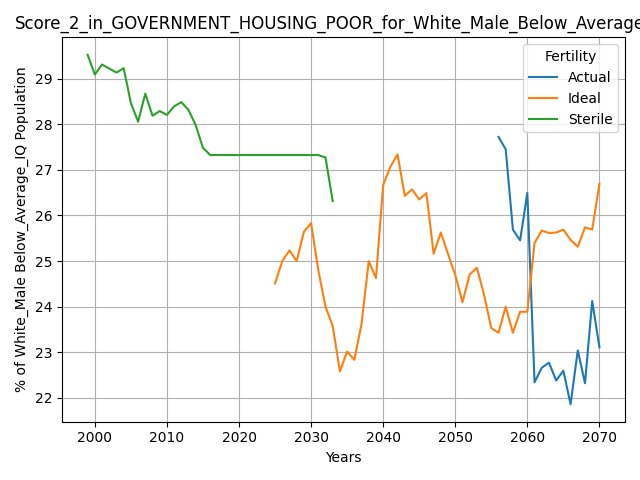 Score_2_in_GOVERNMENT_HOUSING_POOR_for_White_Male_Below_Average
Fertility
Actual
Ideal
Sterile
% of White_Male Below_Average_IQ Population
29
28
27
26
25
24
23
22
2000 2010 2020 2030 2040 2050 2060 2070
Years